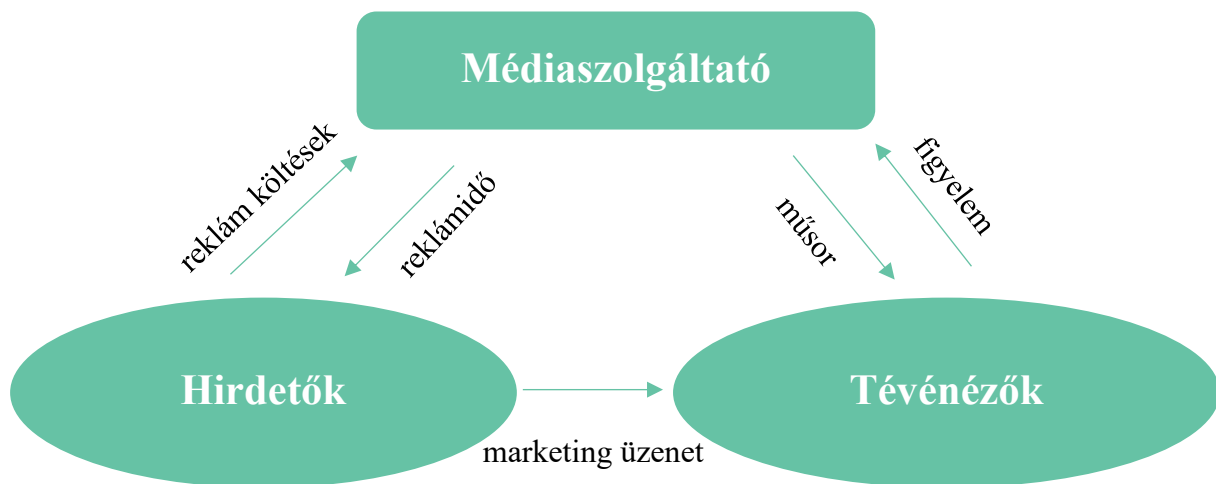 Médiaszolgáltató
reklám költések
reklámidő
műsor
figyelem
Hirdetők
Tévénézők
marketing üzenet